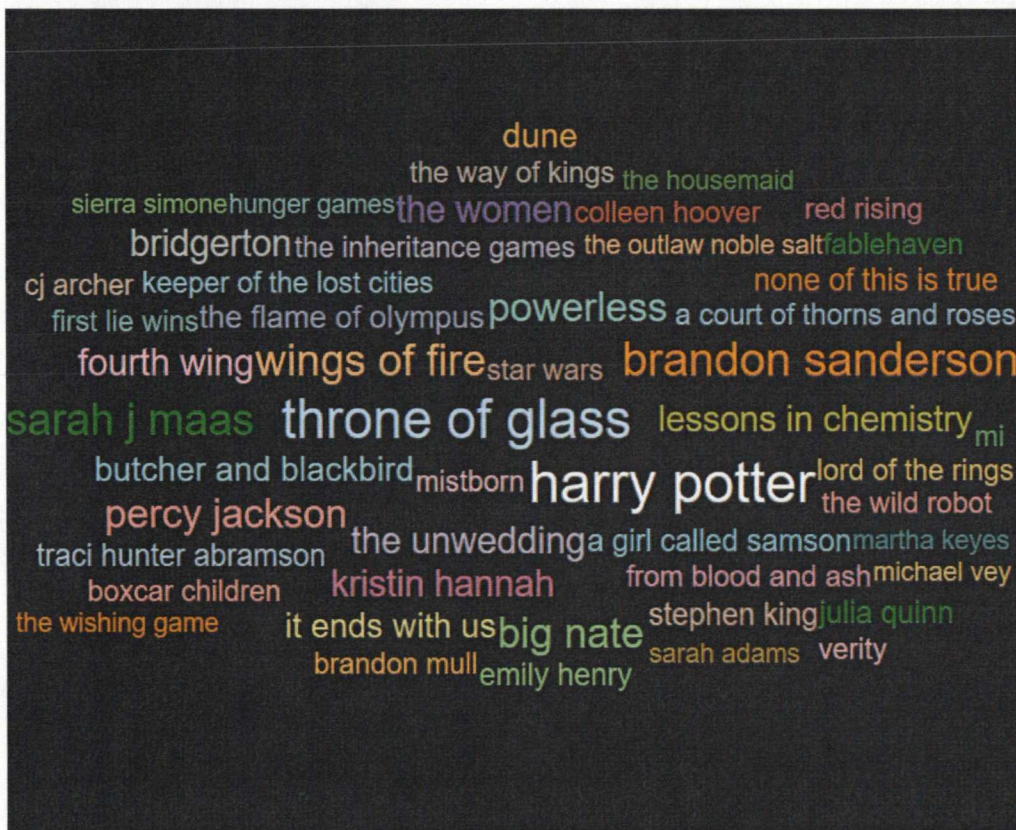 dune
the way of kings the housemaid
sierra simone hunger games the women colleen hoover red rising
bridgerton the inheritance games the outlaw noble salt fablehaven
cj archer keeper of the lost cities none of this is true
first lie wins the flame of olympus powerless a court of thorns and roses
fourth wing wings of fire star wars brandon sanderson
sarah j maas throne of glass lessons in chemistry mi
butcher and blackbird mistborn harry potter lord of the rings
percy jackson the wild robot
traci hunter abramson the unwedding a girl called samson martha keyes
boxcar children kristin hannah from blood and ash michael vey
the wishing game it ends with us big nate stephen king julia quinn
brandon mull emily henry sarah adams verity